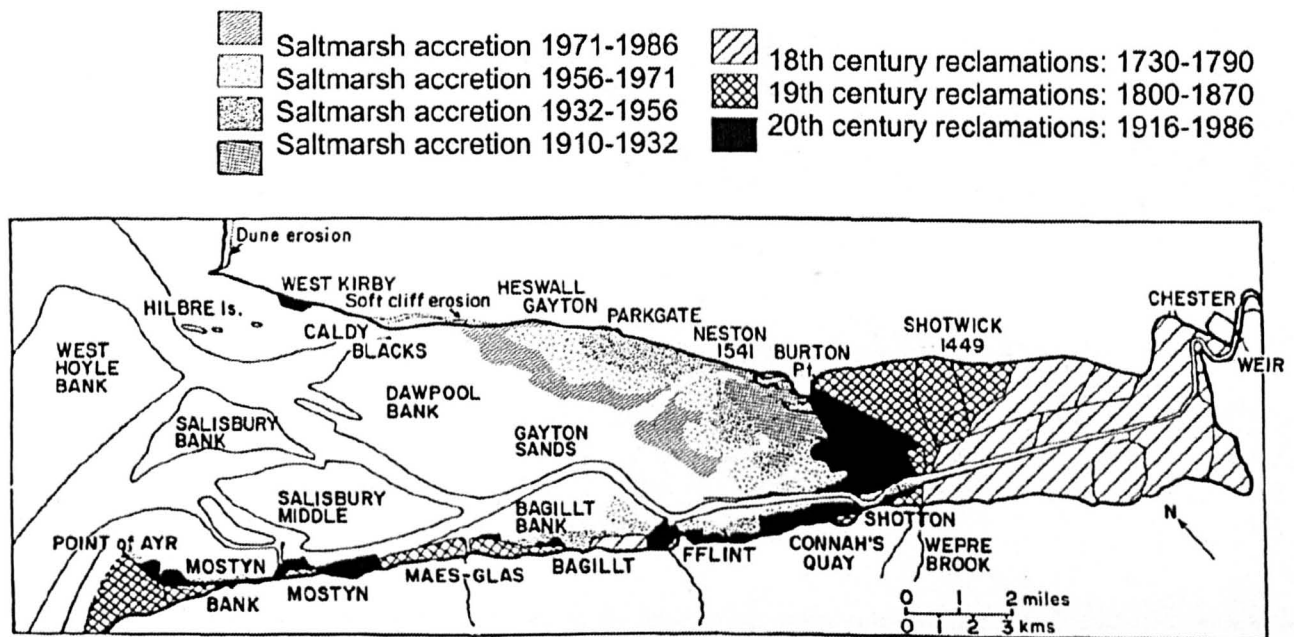 Saltmarsh accretion 1971-1986
Saltmarsh accretion 1956-1971
Saltmarsh accretion 1932-1956
Saltmarsh accretion 1910-1932
18th century reclamations: 1730-1790
19th century reclamations: 1800-1870
20th century reclamations: 1916-1986
Dune erosion
WEST KIRBY
Soft cliff erosion
HESWALL
GAYTON
PARKGATE
NESTON
1541
BURTON
Pt.
SHOTWICK
1449
CHESTER
WEIR
HILBRE Is.
CALDY
BLACKS
WEST
HOYLE
BANK
DAWPOOL
BANK
SALISBURY
BANK
GAYTON
SANDS
SALISBURY
MIDDLE
BAGILLT
BANK
POINT of AYR
MOSTYN
BANK
MOSTYN
MAES-GLAS
BAGILLT
FFLINT
CONNAH'S
QUAY
SHOTTON
WEPRE
BROOK
N
0 1 2 miles
0 1 2 3 kms